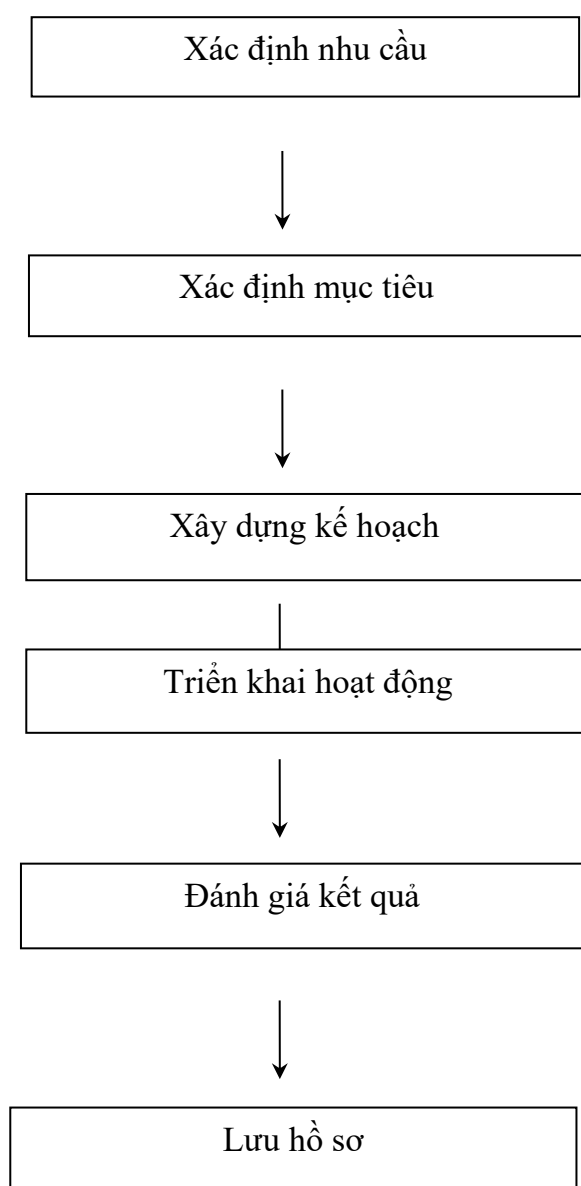 Xác định nhu cầu
Xác định mục tiêu
Xây dựng kế hoạch
Triển khai hoạt động
Đánh giá kết quả
Lưu hồ sơ